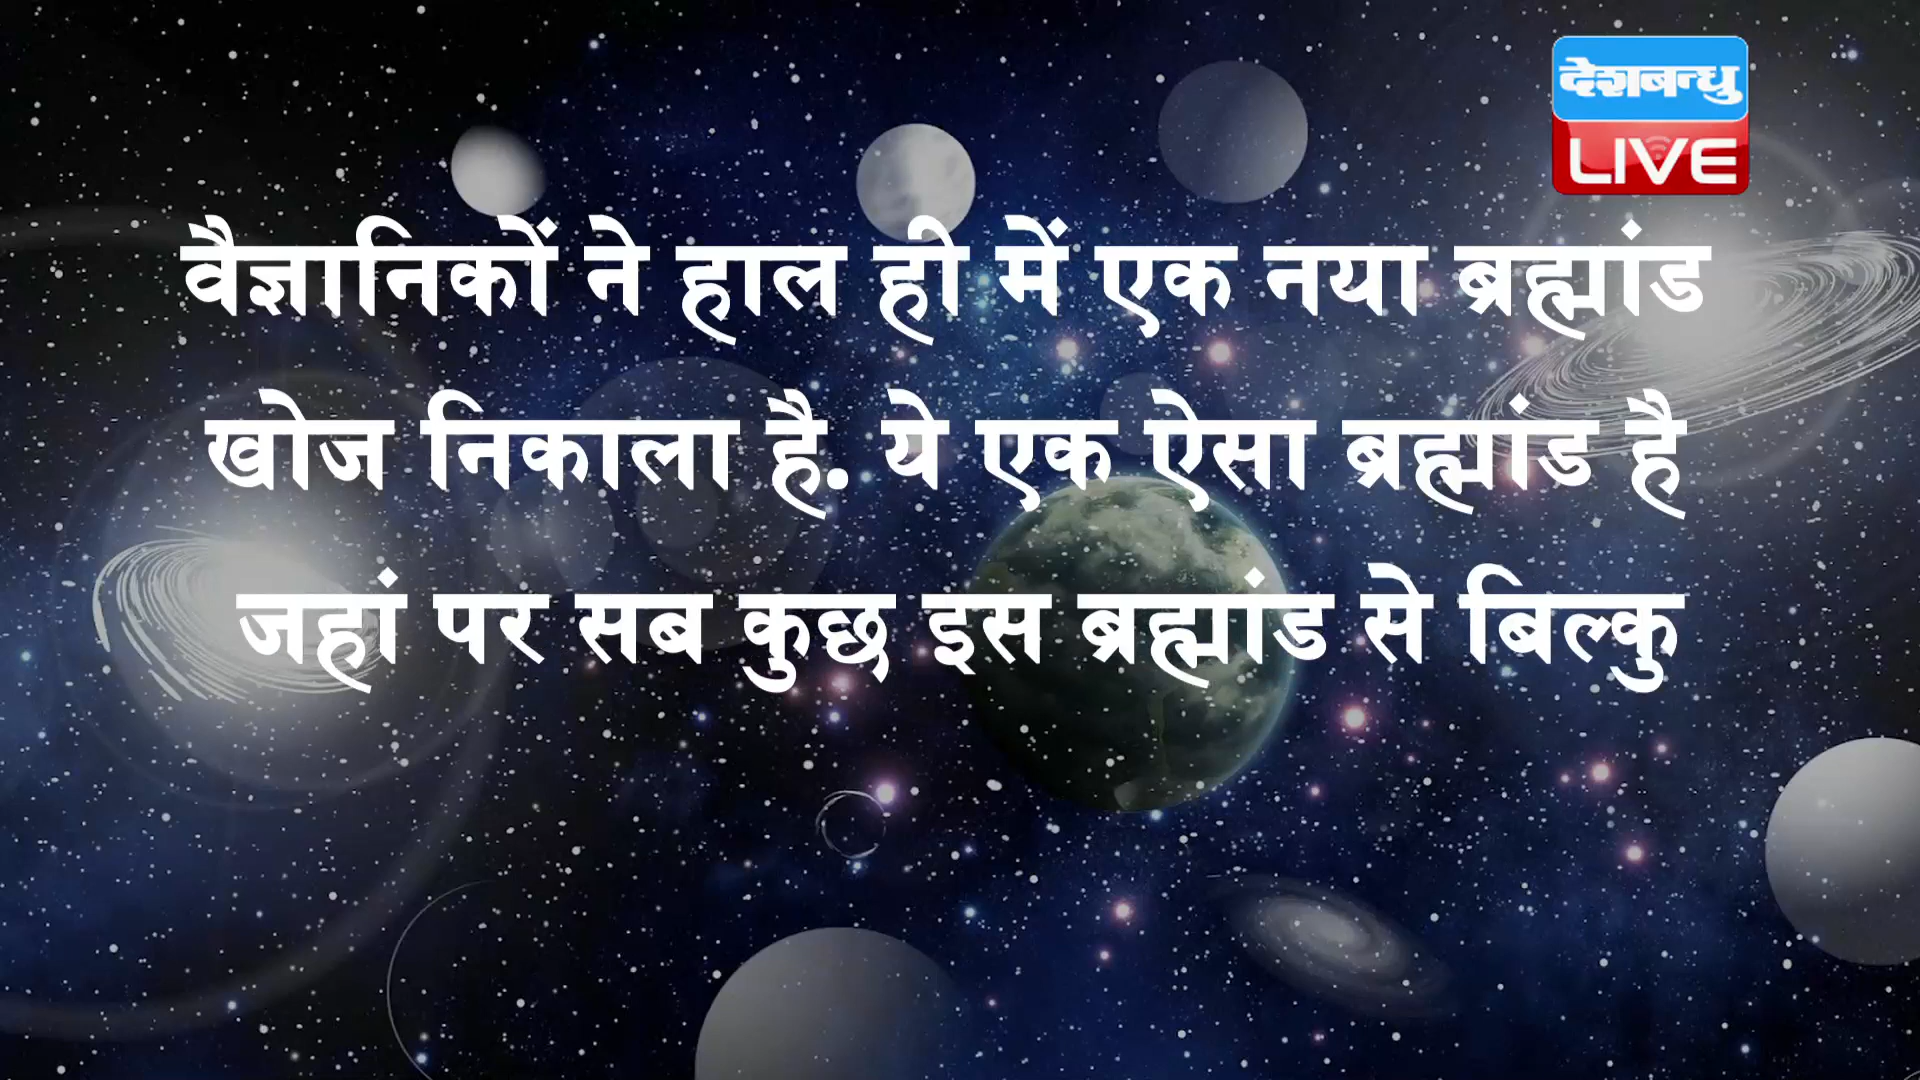 देशबन्धु
LIVE
वैज्ञानिकों ने हाल ही में एक नया ब्रह्मांड
खोज निकाला है. ये एक ऐसा ब्रह्मांड है
जहां पर सब कुछ इस ब्रह्मांड से बिल्कु